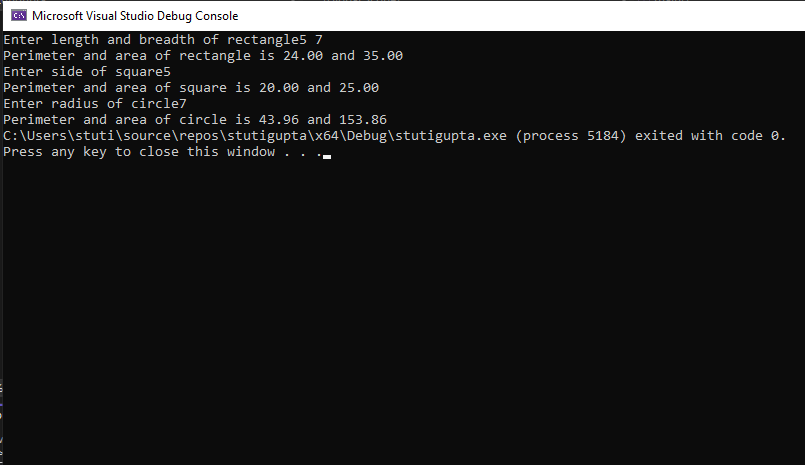 Microsoft Visual Studio Debug Console
Enter length and breadth of rectangle5 7
Perimeter and area of rectangle is 24.00 and 35.00
Enter side of square5
Perimeter and area of square is 20.00 and 25.00
Enter radius of circle7
Perimeter and area of circle is 43.96 and 153.86
C:\Users\stuti\source\repos\stutigupta\x64\Debug\stutigupta.exe (process 5184) exited with code 0.
Press any key to close this window . . .